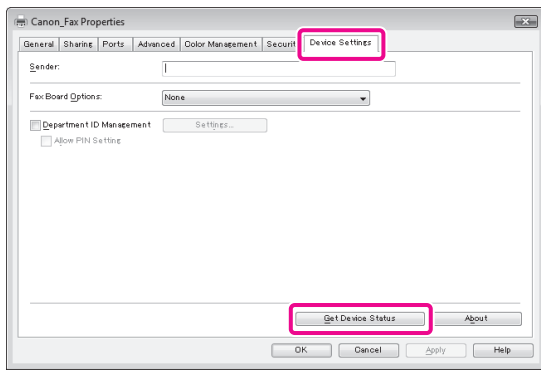 Canon_Fax Properties
General Sharing Ports Advanced Color Management Securit Device Settings
Sender:
Fax Board Options: None
Department ID Management Settings...
Allow PIN Setting
Get Device Status About
OK Cancel Apply Help